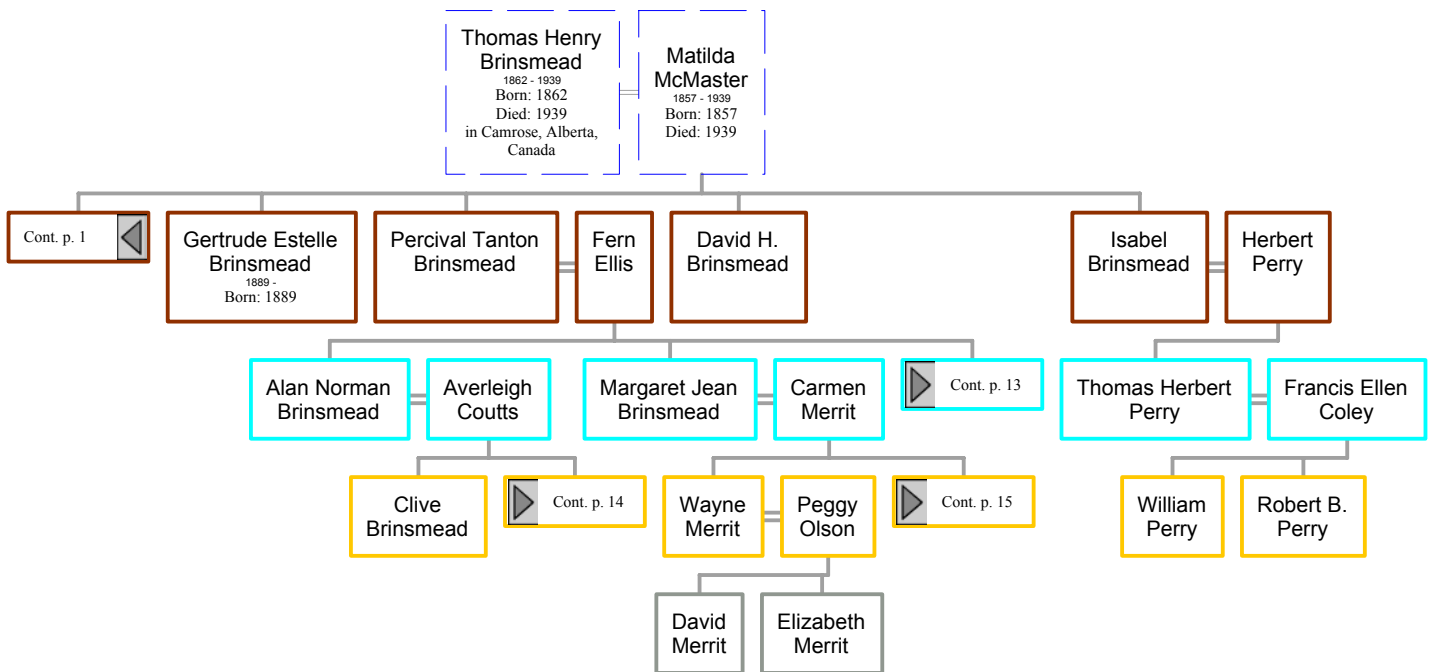 Thomas Henry
Brinsmead
1862 - 1939
Born: 1862
Died: 1939
in Camrose, Alberta,
Canada
Matilda
McMaster
1857 - 1939
Born: 1857
Died: 1939
Cont. p. 1
Gertrude Estelle
Brinsmead
1889 -
Born: 1889
Percival Tanton
Brinsmead
Fern
Ellis
David H.
Brinsmead
Isabel
Brinsmead
Herbert
Perry
Alan Norman
Brinsmead
Averleigh
Coutts
Margaret Jean
Brinsmead
Carmen
Merrit
Cont. p. 13
Thomas Herbert
Perry
Francis Ellen
Coley
Clive
Brinsmead
Cont. p. 14
Wayne
Merrit
Peggy
Olson
Cont. p. 15
William
Perry
Robert B.
Perry
David
Merrit
Elizabeth
Merrit